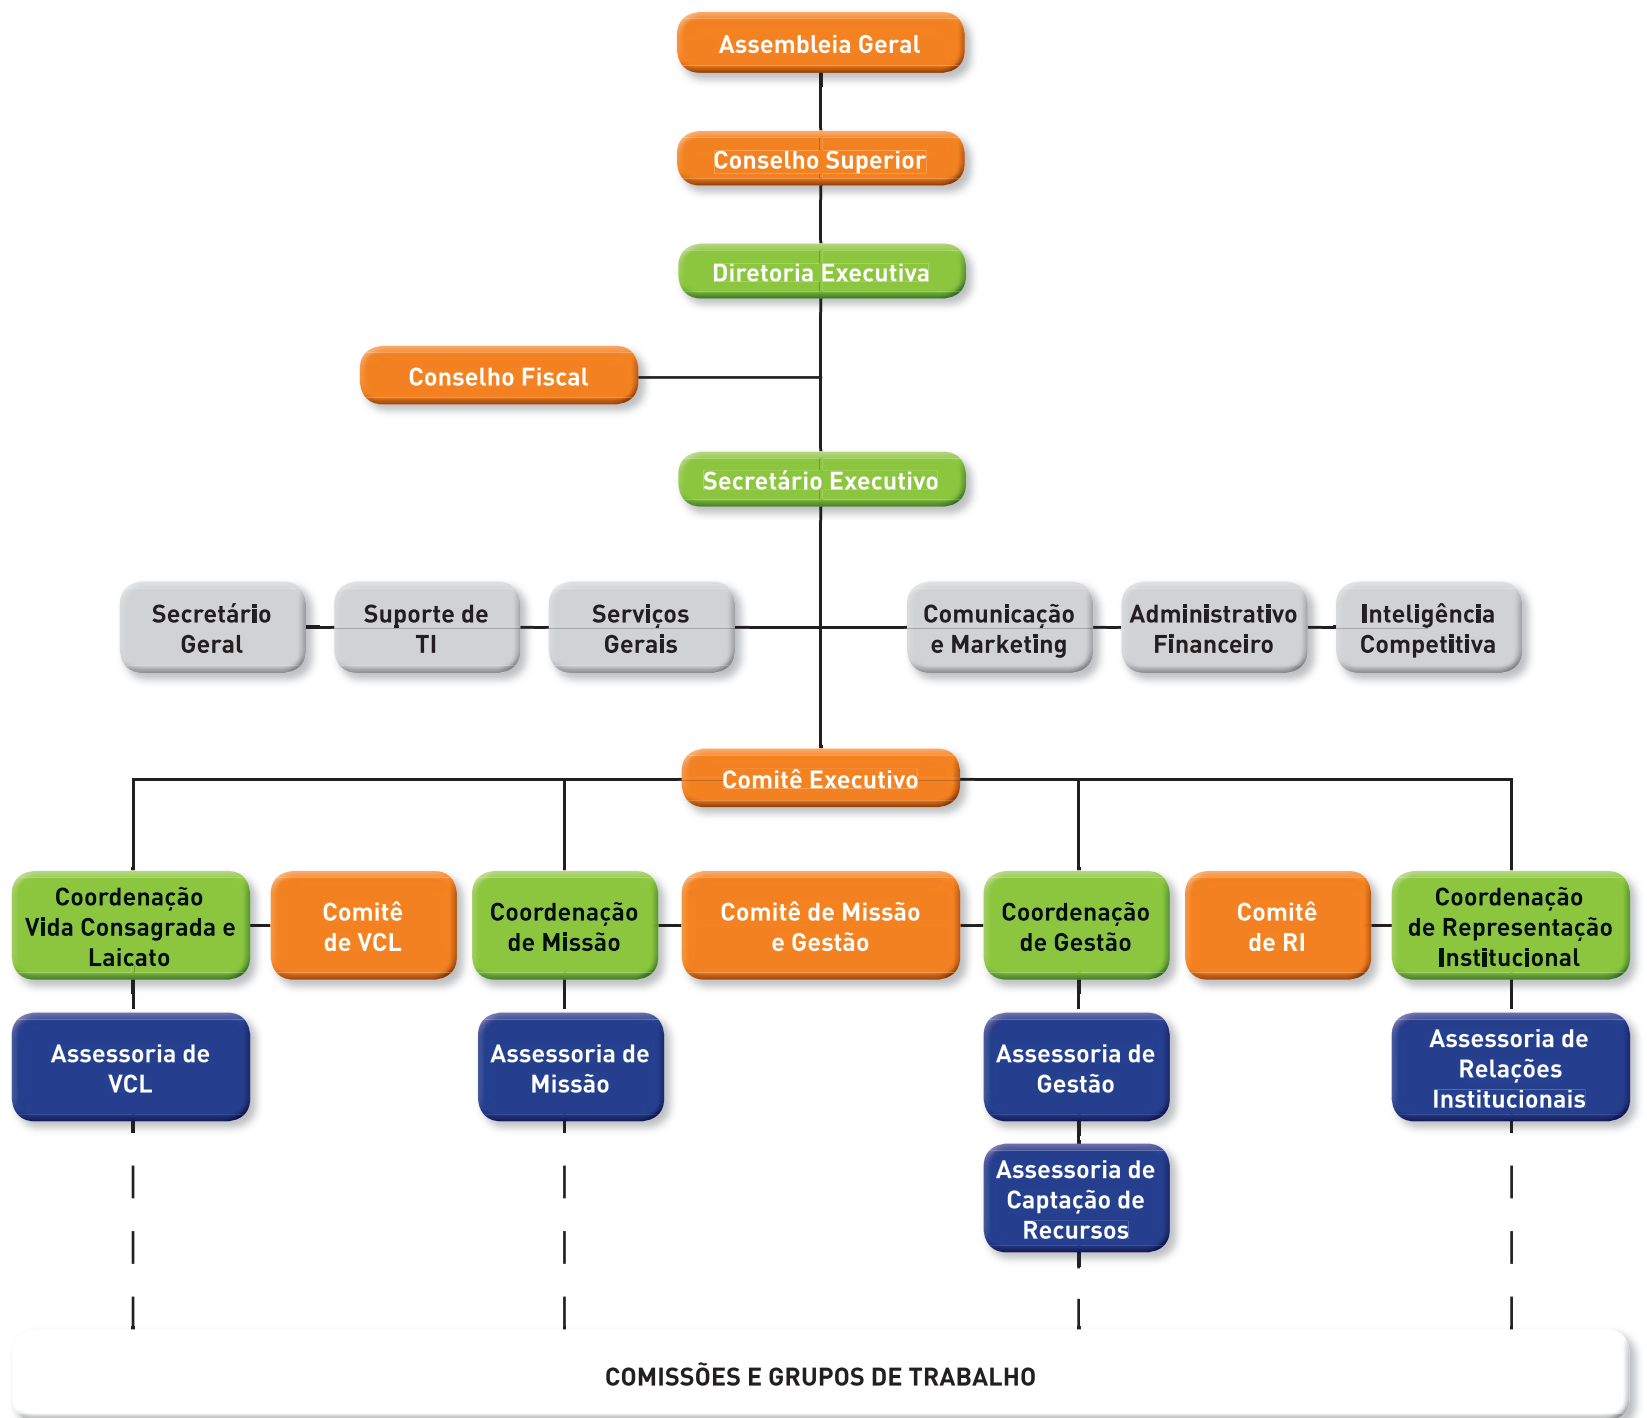 Assembleia Geral
Conselho Superior
Diretoria Executiva
Conselho Fiscal
Secretário Executivo
Secretário
Geral
Suporte de
TI
Serviços
Gerais
Comunicação
e Marketing
Administrativo
Financeiro
Inteligência
Competitiva
Comitê Executivo
Coordenação
Vida Consagrada e
Laicato
Comitê
de VCL
Coordenação
de Missão
Comitê de Missão
e Gestão
Coordenação
de Gestão
Comitê
de RI
Coordenação
de Representação
Institucional
Assessoria de
VCL
Assessoria de
Missão
Assessoria de
Gestão
Assessoria de
Relações
Institucionais
Assessoria de
Captação de
Recursos
COMISSÕES E GRUPOS DE TRABALHO